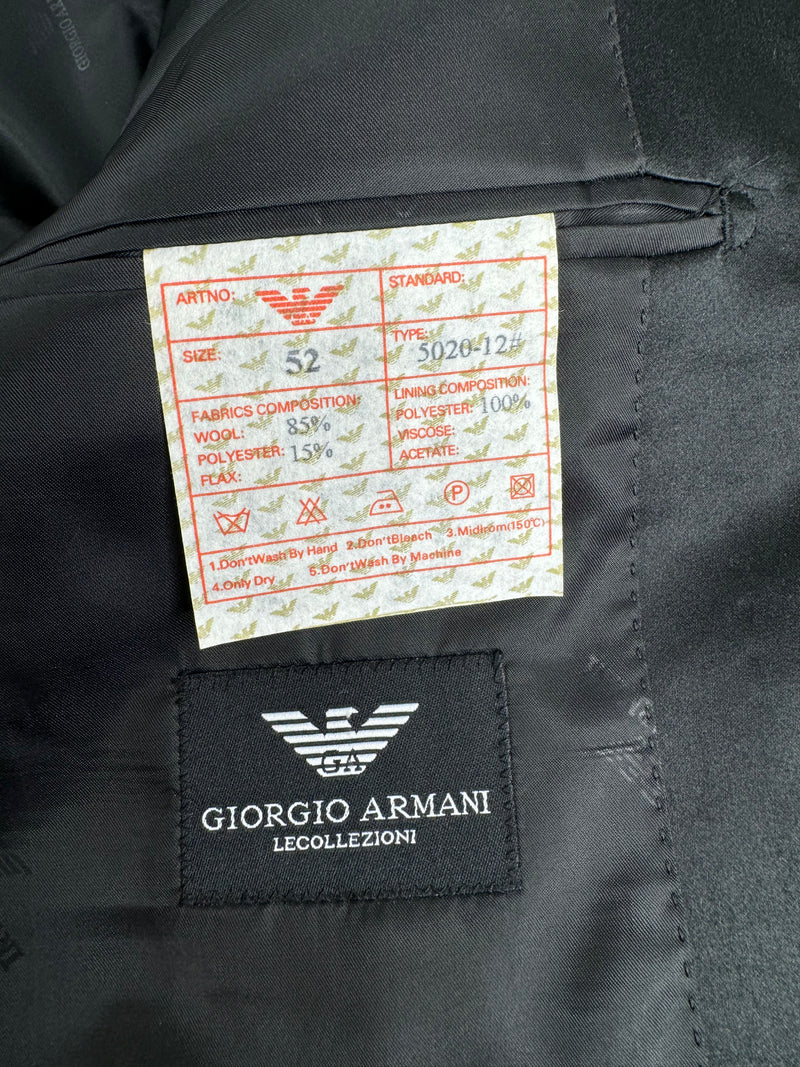 GIORGIO
ARTNO:
STANDARD:
SIZE: 52
TYPE: 5020-12#
FABRICS COMPOSITION:
WOOL: 85%
POLYESTER: 15%
FLAX:
LINING COMPOSITION:
POLYESTER: 100%
VISCOSE:
ACETATE:
P
1.Don'tWash By Hand 2.Don'tBleach 3.Midlrom(150℃)
4.Only Dry 5.Don'tWash By Machine
GA
GIORGIO ARMANI
LECOLLEZIONI